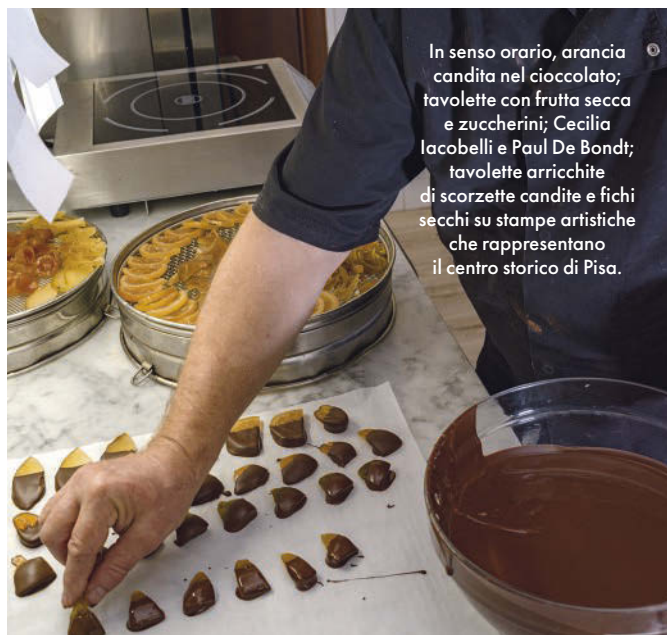 In senso orario, arancia
candita nel cioccolato;
tavolette con frutta secca
e zuccherini; Cecilia
Iacobelli e Paul De Bondt;
tavolette arricchite
di scorzette candite e fichi
secchi su stampe artistiche
che rappresentano
il centro storico di Pisa.